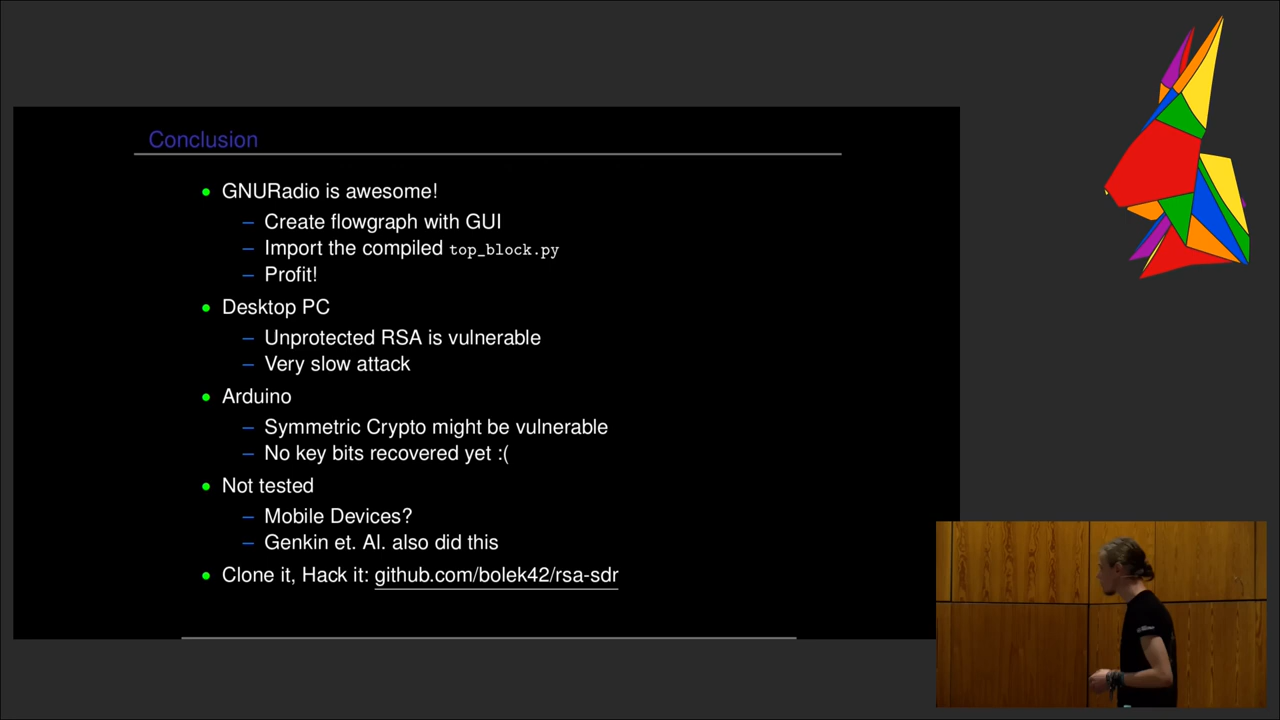 Conclusion
GNURadio is awesome!
Create flowgraph with GUI
Import the compiled top_block.py
Profit!
Desktop PC
Unprotected RSA is vulnerable
Very slow attack
Arduino
Symmetric Crypto might be vulnerable
No key bits recovered yet :(
Not tested
Mobile Devices?
Genkin et. Al. also did this
Clone it, Hack it: github.com/bolek42/rsa-sdr